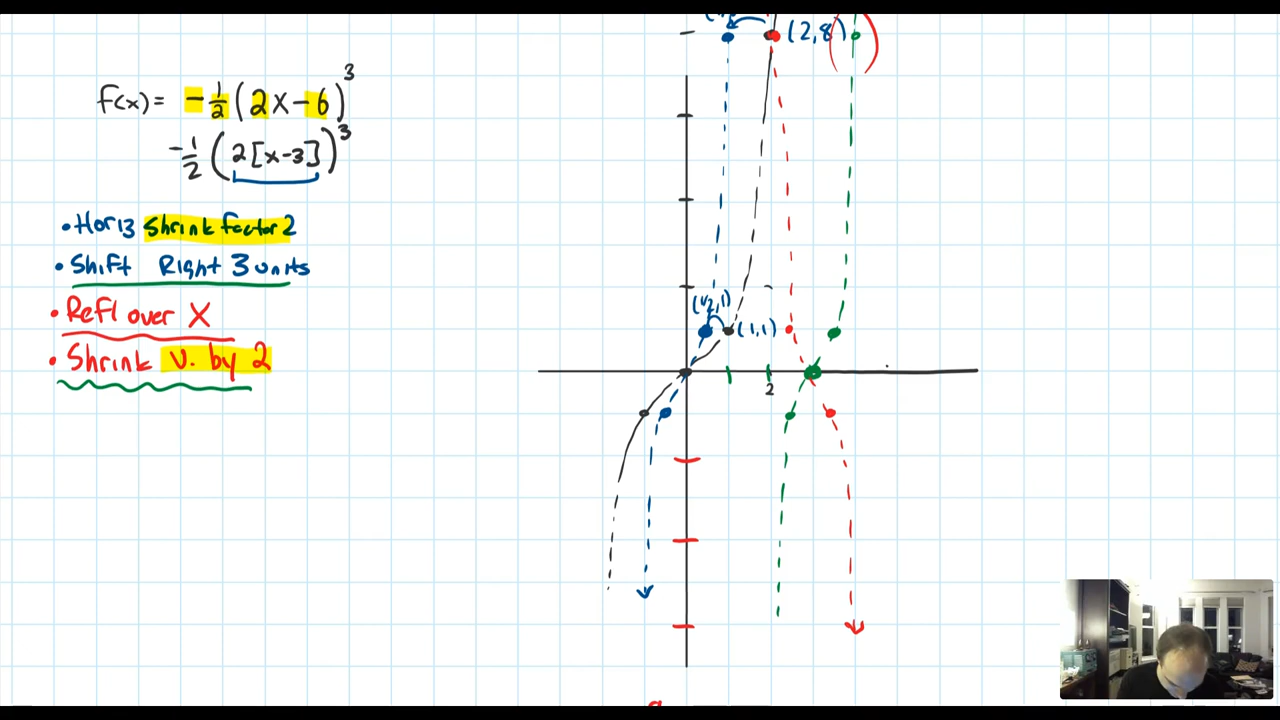 f(x) = -1/2 (2x-6)^3
-1/2 (2[x-3])^3
• Horiz Shrink factor 2
• Shift Right 3 units
• Refl over X
• Shrink v. by 2
(2,8)
(1/2,1)
(1,1)
2